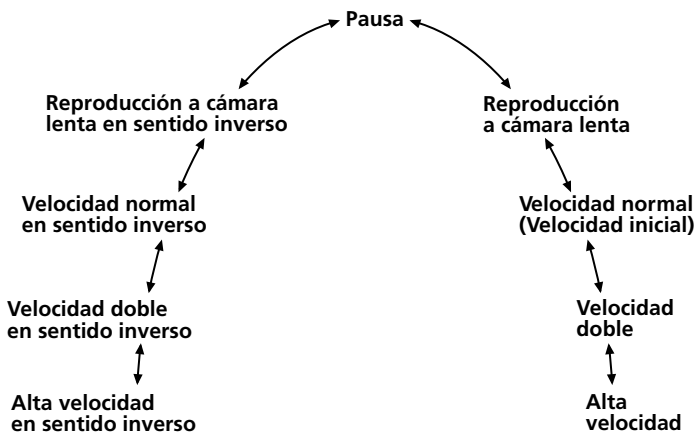 Pausa
Reproducción a cámara
lenta en sentido inverso
Reproducción
a cámara lenta
Velocidad normal
en sentido inverso
Velocidad normal
(Velocidad inicial)
Velocidad doble
en sentido inverso
Velocidad
doble
Alta velocidad
en sentido inverso
Alta
velocidad